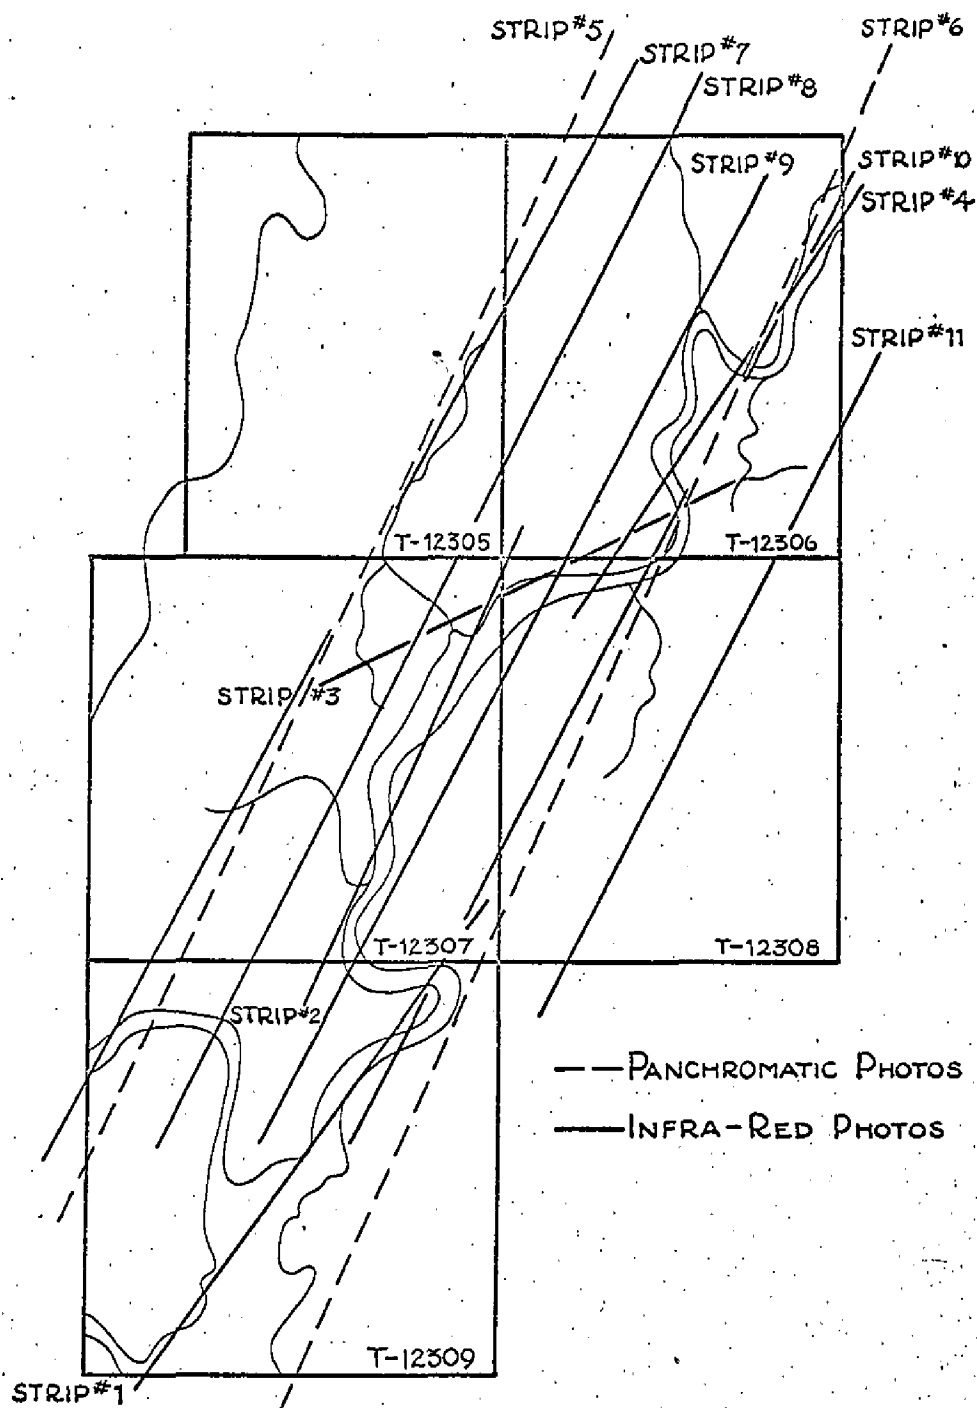 STRIP #5
STRIP #6
STRIP #7
STRIP #8
STRIP #9
STRIP #10
STRIP #4
STRIP #11
T-12305
T-12306
STRIP #3
T-12307
T-12308
STRIP #2
— — PANCHROMATIC PHOTOS
—— INFRA-RED PHOTOS
T-12309
STRIP #1